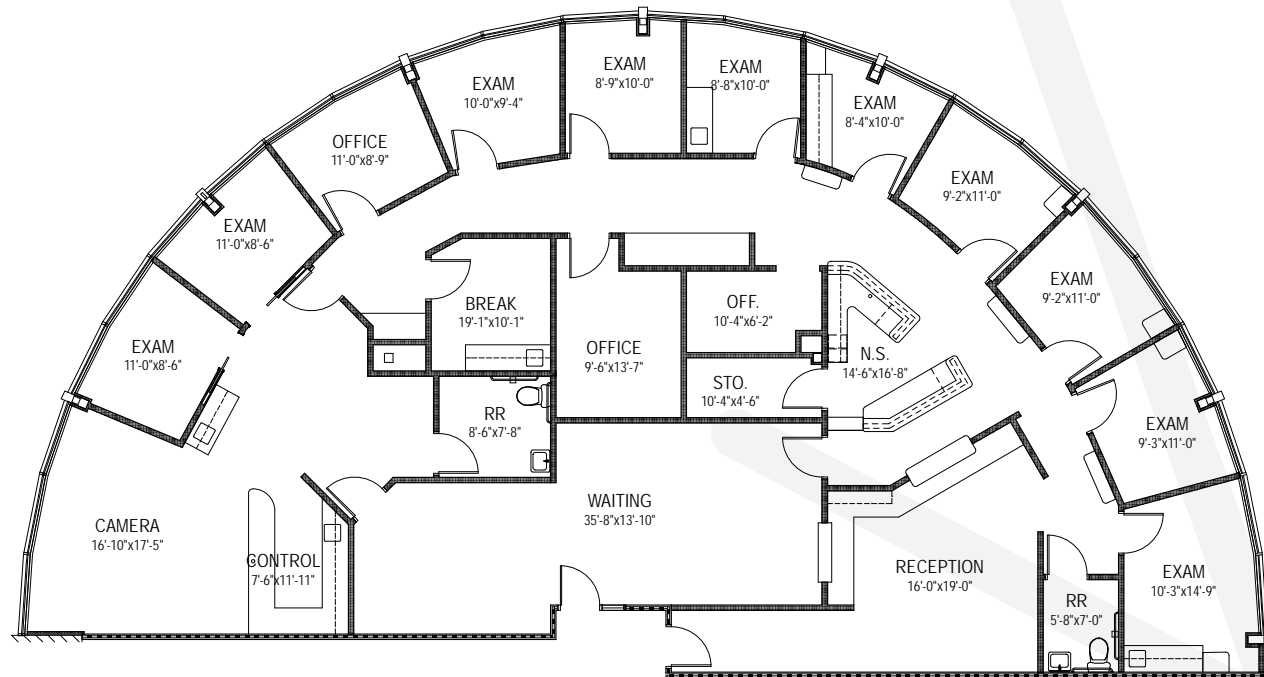 EXAM
8'-9"x10'-0"
EXAM
8'-8"x10'-0"
EXAM
10'-0"x9'-4"
EXAM
8'-4"x10'-0"
OFFICE
11'-0"x8'-9"
EXAM
9'-2"x11'-0"
EXAM
11'-0"x8'-6"
EXAM
9'-2"x11'-0"
BREAK
19'-1"x10'-1"
OFF.
10'-4"x6'-2"
EXAM
11'-0"x8'-6"
OFFICE
9'-6"x13'-7"
N.S.
14'-6"x16'-8"
STO.
10'-4"x4'-6"
RR
8'-6"x7'-8"
EXAM
9'-3"x11'-0"
WAITING
35'-8"x13'-10"
CAMERA
16'-10"x17'-5"
CONTROL
7'-6"x11'-11"
RECEPTION
16'-0"x19'-0"
EXAM
10'-3"x14'-9"
RR
5'-8"x7'-0"